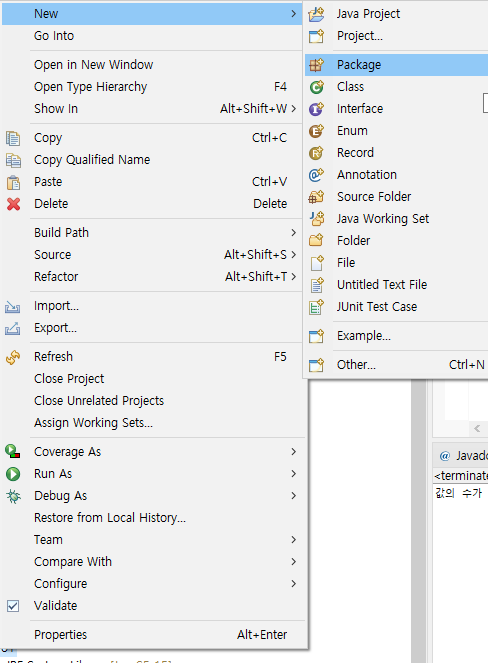 New
Go Into
Open in New Window
Open Type Hierarchy F4
Show In Alt+Shift+W
Copy Ctrl+C
Copy Qualified Name
Paste Ctrl+V
Delete Delete
Build Path
Source Alt+Shift+S
Refactor Alt+Shift+T
Import...
Export...
Refresh F5
Close Project
Close Unrelated Projects
Assign Working Sets...
Coverage As
Run As
Debug As
Restore from Local History...
Team
Compare With
Configure
Validate
Properties Alt+Enter
Java Project
Project...
Package
Class
Interface
Enum
Record
Annotation
Source Folder
Java Working Set
Folder
File
Untitled Text File
JUnit Test Case
Example...
Other... Ctrl+N
@ Javado
<terminate
값의 수가